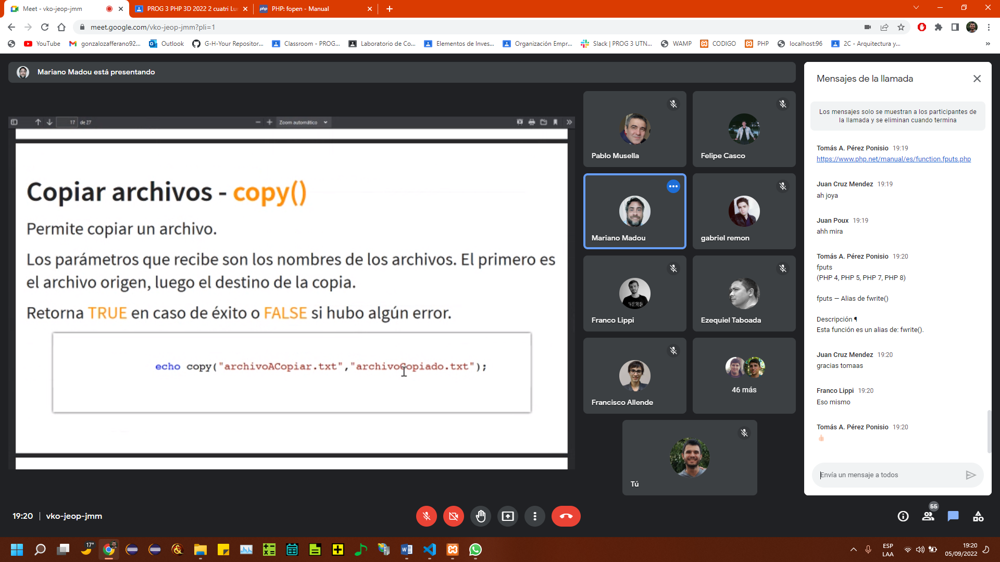 Meet - vko-jeop-jmm
PROG 3 PHP 3D 2022 2 cuatri Lu
PHP: fopen - Manual
meet.google.com/vko-jeop-jmm?pli=1
YouTube
gonzalozafferano92...
Outlook
G-H-Your Repositor...
Classroom - PROG...
Laboratorio de Co...
Elementos de Inves...
Organización Empr...
Slack | PROG 3 UTN...
WAMP
CODIGO
PHP
localhost:96
2C - Arquitectura y...
»
Mariano Madou está presentando
17 de 27
Zoom automático
Copiar archivos - copy()
Permite copiar un archivo.
Los parámetros que recibe son los nombres de los archivos. El primero es
el archivo origen, luego el destino de la copia.
Retorna TRUE en caso de éxito o FALSE si hubo algún error.
echo copy("archivoACopiar.txt","archivoCopiado.txt");
Pablo Musella
Felipe Casco
Mariano Madou
gabriel remon
Franco Lippi
Ezequiel Taboada
Francisco Allende
46 más
Tú
Mensajes de la llamada
Los mensajes solo se muestran a los participantes de
la llamada y se eliminan cuando termina
Tomás A. Pérez Ponisio 19:19
https://www.php.net/manual/es/function.fputs.php
Juan Cruz Mendez 19:19
ah joya
Juan Poux 19:19
ahh mira
Tomás A. Pérez Ponisio 19:20
fputs
(PHP 4, PHP 5, PHP 7, PHP 8)
fputs — Alias de fwrite()
Descripción ¶
Esta función es un alias de: fwrite().
Juan Cruz Mendez 19:20
gracias tomaas
Franco Lippi 19:20
Eso mismo
Tomás A. Pérez Ponisio 19:20
👍
Envía un mensaje a todos
19:20 | vko-jeop-jmm
55
17°
ESP
LAA
19:20
05/09/2022